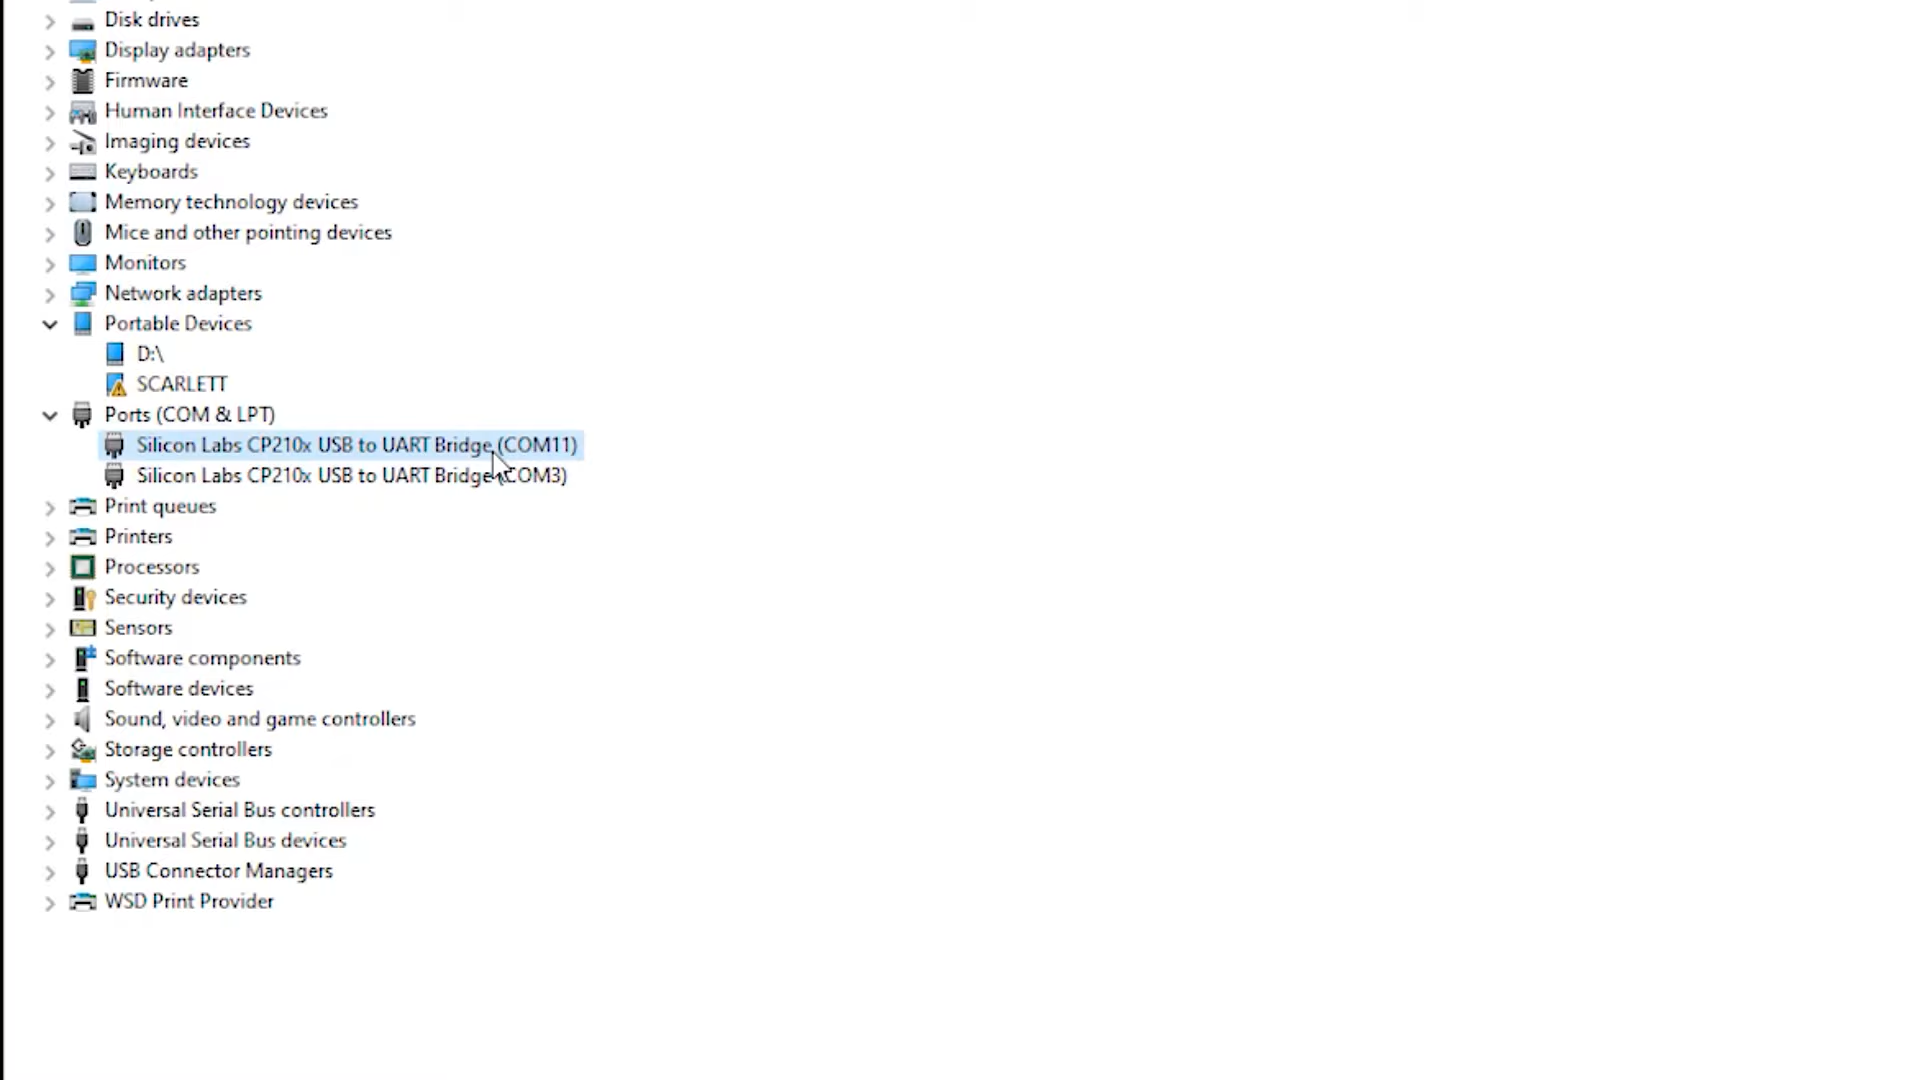 Disk drives
Display adapters
Firmware
Human Interface Devices
Imaging devices
Keyboards
Memory technology devices
Mice and other pointing devices
Monitors
Network adapters
Portable Devices
D:\
SCARLETT
Ports (COM & LPT)
Silicon Labs CP210x USB to UART Bridge (COM11)
Silicon Labs CP210x USB to UART Bridge (COM3)
Print queues
Printers
Processors
Security devices
Sensors
Software components
Software devices
Sound, video and game controllers
Storage controllers
System devices
Universal Serial Bus controllers
Universal Serial Bus devices
USB Connector Managers
WSD Print Provider